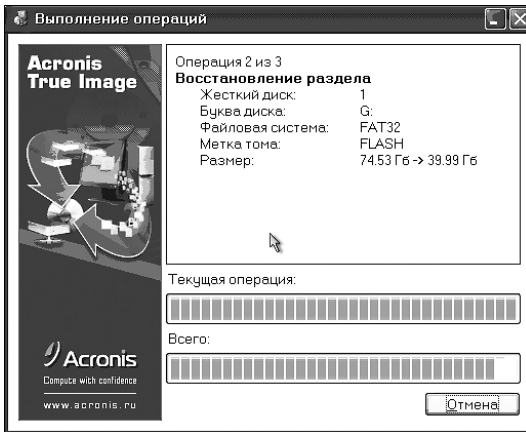 Выполнение операций
Acronis
True Image
Операция 2 из 3
Восстановление раздела
Жесткий диск: 1
Буква диска: G:
Файловая система: FAT32
Метка тома: FLASH
Размер: 74.53 Гб -> 39.99 Гб
Текущая операция:
Всего:
Acronis
Compute with confidence
www.acronis.ru
Отмена